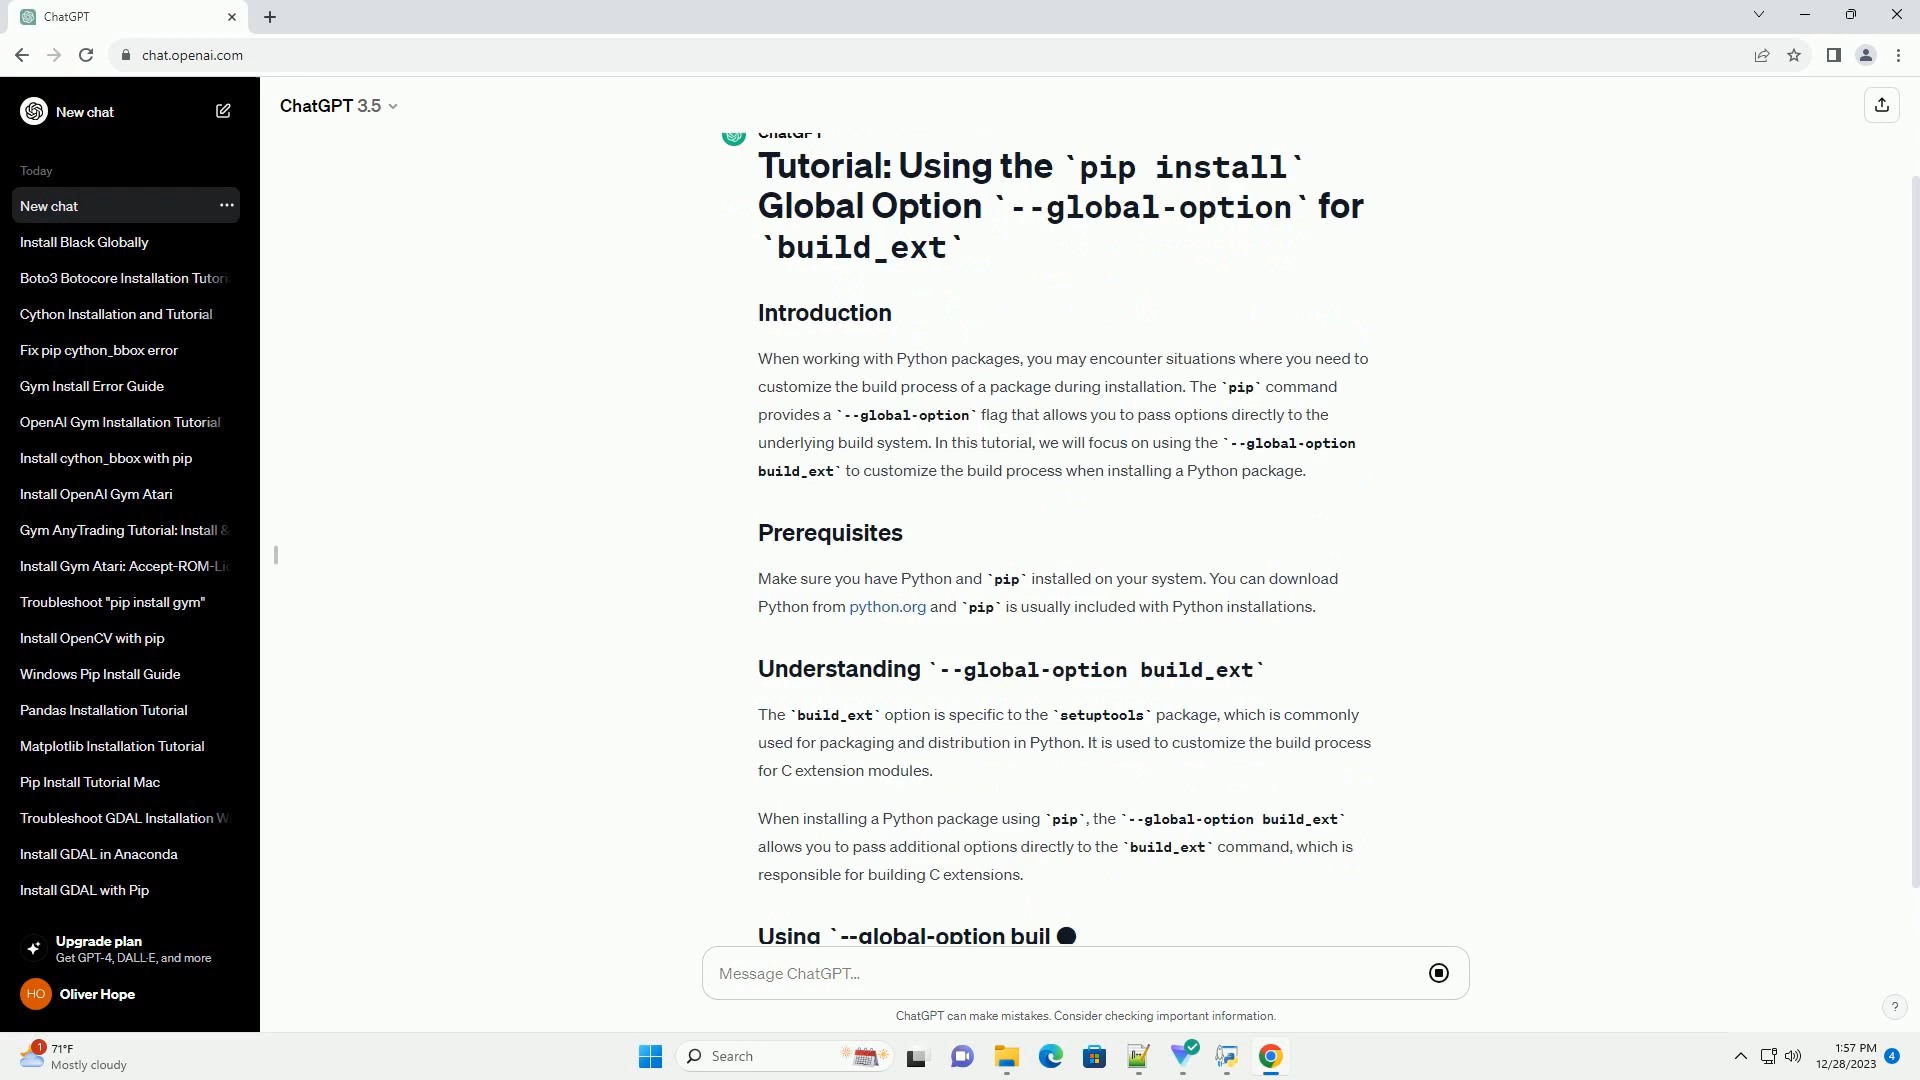 ChatGPT
chat.openai.com
New chat
Today
New chat
Install Black Globally
Boto3 Botocore Installation Tutori
Cython Installation and Tutorial
Fix pip cython_bbox error
Gym Install Error Guide
OpenAI Gym Installation Tutorial
Install cython_bbox with pip
Install OpenAI Gym Atari
Gym AnyTrading Tutorial: Install &
Install Gym Atari: Accept-ROM-Li
Troubleshoot "pip install gym"
Install OpenCV with pip
Windows Pip Install Guide
Pandas Installation Tutorial
Matplotlib Installation Tutorial
Pip Install Tutorial Mac
Troubleshoot GDAL Installation W
Install GDAL in Anaconda
Install GDAL with Pip
Upgrade plan
Get GPT-4, DALL·E, and more
HO
Oliver Hope
ChatGPT 3.5
ChatGPT
Tutorial: Using the `pip install`
Global Option `--global-option` for
`build_ext`
Introduction
When working with Python packages, you may encounter situations where you need to
customize the build process of a package during installation. The `pip` command
provides a `--global-option` flag that allows you to pass options directly to the
underlying build system. In this tutorial, we will focus on using the `--global-option
build_ext` to customize the build process when installing a Python package.
Prerequisites
Make sure you have Python and `pip` installed on your system. You can download
Python from python.org and `pip` is usually included with Python installations.
Understanding `--global-option build_ext`
The `build_ext` option is specific to the `setuptools` package, which is commonly
used for packaging and distribution in Python. It is used to customize the build process
for C extension modules.
When installing a Python package using `pip`, the `--global-option build_ext`
allows you to pass additional options directly to the `build_ext` command, which is
responsible for building C extensions.
Using `--global-option buil
Message ChatGPT...
ChatGPT can make mistakes. Consider checking important information.
?
1
71°F
Mostly cloudy
Search
1:57 PM
12/28/2023
4